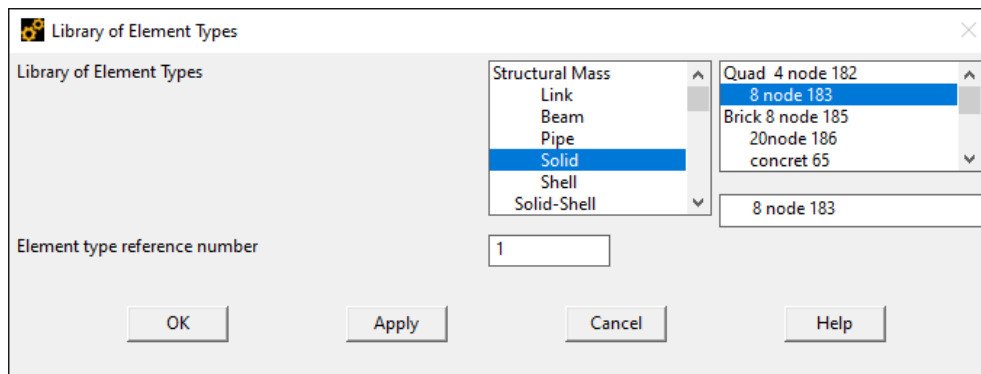 Library of Element Types
Library of Element Types
Structural Mass
Link
Beam
Pipe
Solid
Shell
Solid-Shell
Quad 4 node 182
8 node 183
Brick 8 node 185
20node 186
concret 65
8 node 183
Element type reference number
1
OK
Apply
Cancel
Help